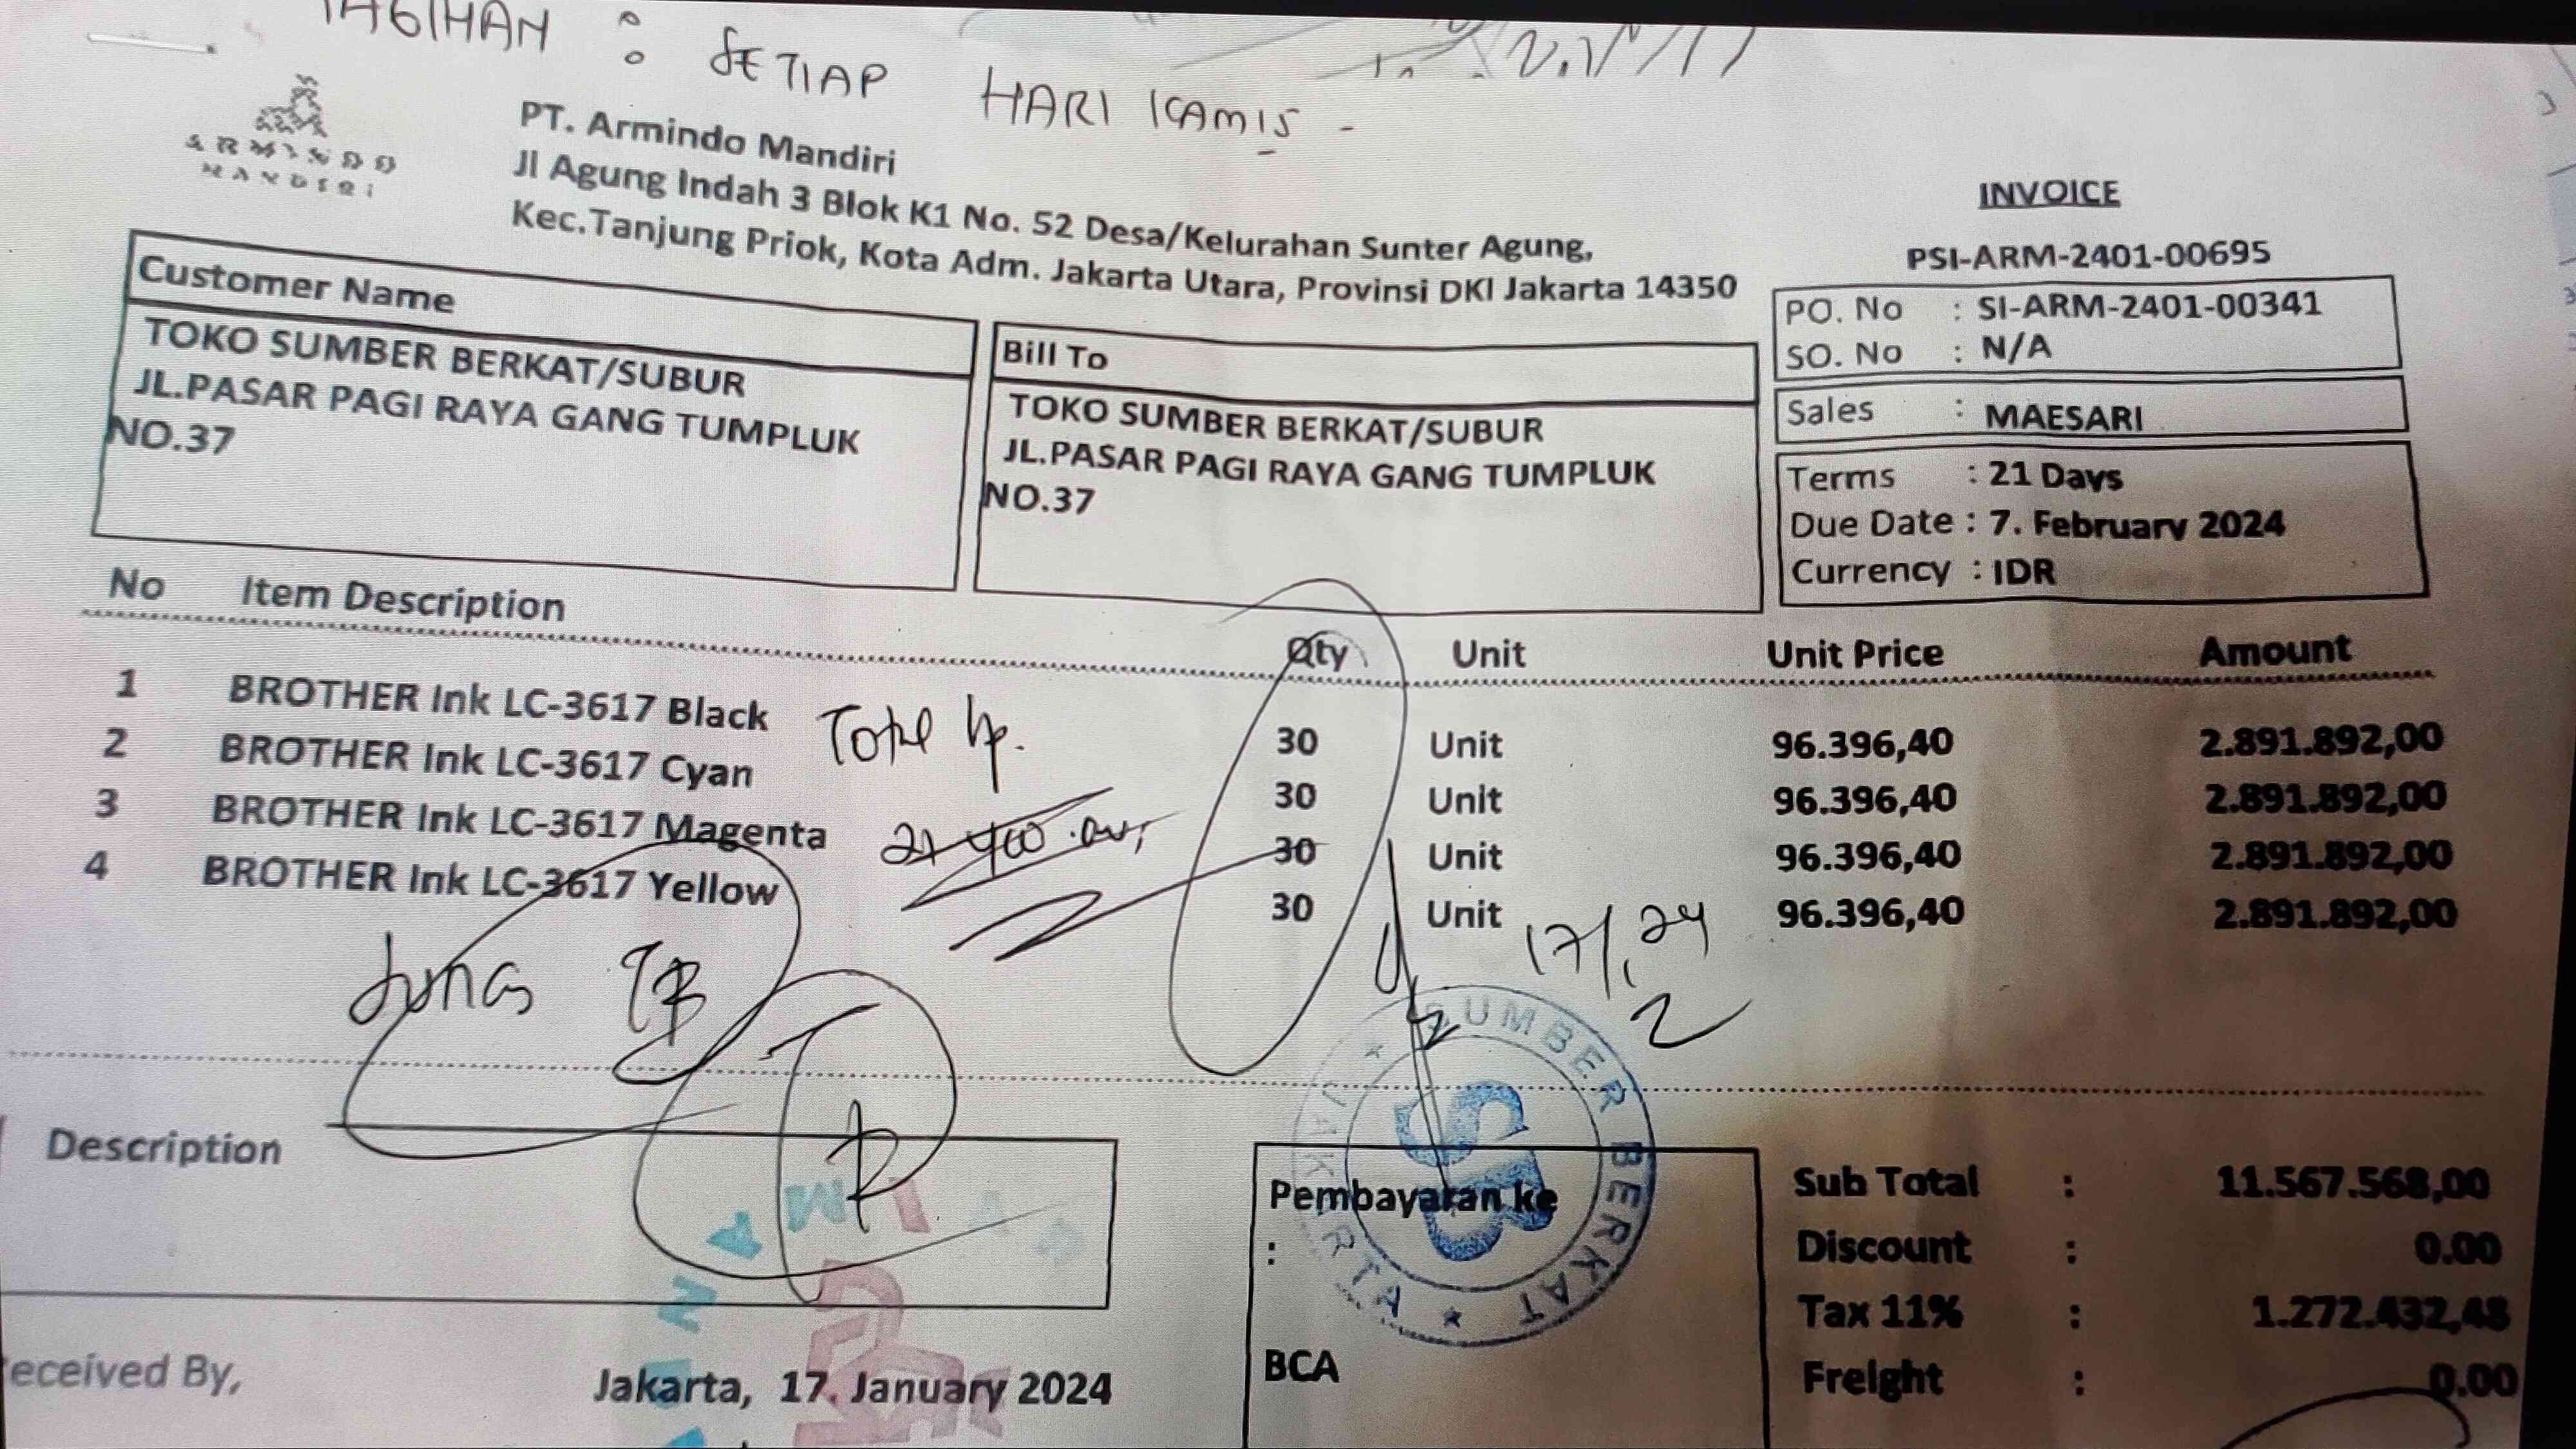 TAGIHAN : SETIAP HARI KAMIS -
ARMINDO
MANDIRI
PT. Armindo Mandiri
Jl Agung Indah 3 Blok K1 No. 52 Desa/Kelurahan Sunter Agung,
Kec.Tanjung Priok, Kota Adm. Jakarta Utara, Provinsi DKI Jakarta 14350
INVOICE
PSI-ARM-2401-00695
PO. No : SI-ARM-2401-00341
SO. No : N/A
Sales : MAESARI
Terms : 21 Days
Due Date : 7. February 2024
Currency : IDR
Customer Name
TOKO SUMBER BERKAT/SUBUR
JL.PASAR PAGI RAYA GANG TUMPLUK
NO.37
Bill To
TOKO SUMBER BERKAT/SUBUR
JL.PASAR PAGI RAYA GANG TUMPLUK
NO.37
No Item Description Qty Unit Unit Price Amount
1 BROTHER Ink LC-3617 Black 30 Unit 96.396,40 2.891.892,00
2 BROTHER Ink LC-3617 Cyan 30 Unit 96.396,40 2.891.892,00
3 BROTHER Ink LC-3617 Magenta 30 Unit 96.396,40 2.891.892,00
4 BROTHER Ink LC-3617 Yellow 30 Unit 96.396,40 2.891.892,00
17/1 24
SUMBER BERKAT
JAKARTA
Description
Pembayaran ke
:
BCA
Sub Total : 11.567.568,00
Discount : 0.00
Tax 11% : 1.272.432,48
Freight : 0.00
eceived By,
Jakarta, 17. January 2024